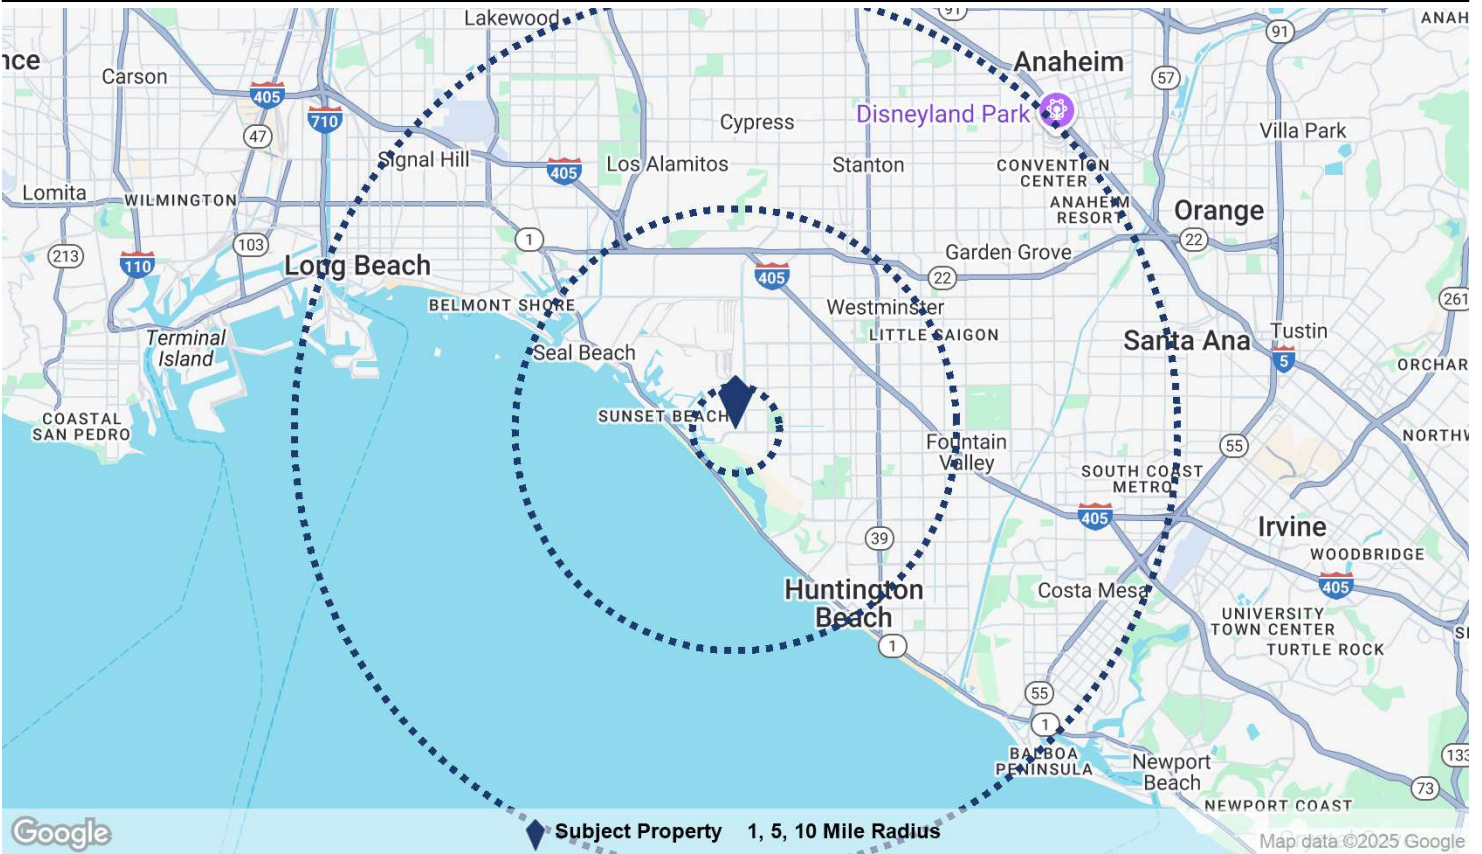 Lakewood
91
ANAH
91
nce
Carson
Anaheim
57
405
710
Disneyland Park
Cypress
47
Villa Park
Signal Hill
405
Los Alamitos
Stanton
CONVENTION
CENTER
Lomita
WILMINGTON
ANAHEIM
RESORT
Orange
213
103
1
22
110
Long Beach
405
Garden Grove
22
BELMONT SHORE
Westminster
261
LITTLE SAIGON
Terminal
Island
Seal Beach
Santa Ana
Tustin
5
ORCHAR
COASTAL
SAN PEDRO
SUNSET BEACH
Fountain
Valley
55
NORTHW
SOUTH COAST
METRO
405
Irvine
39
WOODBRIDGE
Huntington
Beach
Costa Mesa
405
UNIVERSITY
TOWN CENTER
TURTLE ROCK
1
55
1
BALBOA
PENINSULA
Newport
Beach
133
73
NEWPORT COAST
Google
Subject Property 1, 5, 10 Mile Radius
Map data ©2025 Google